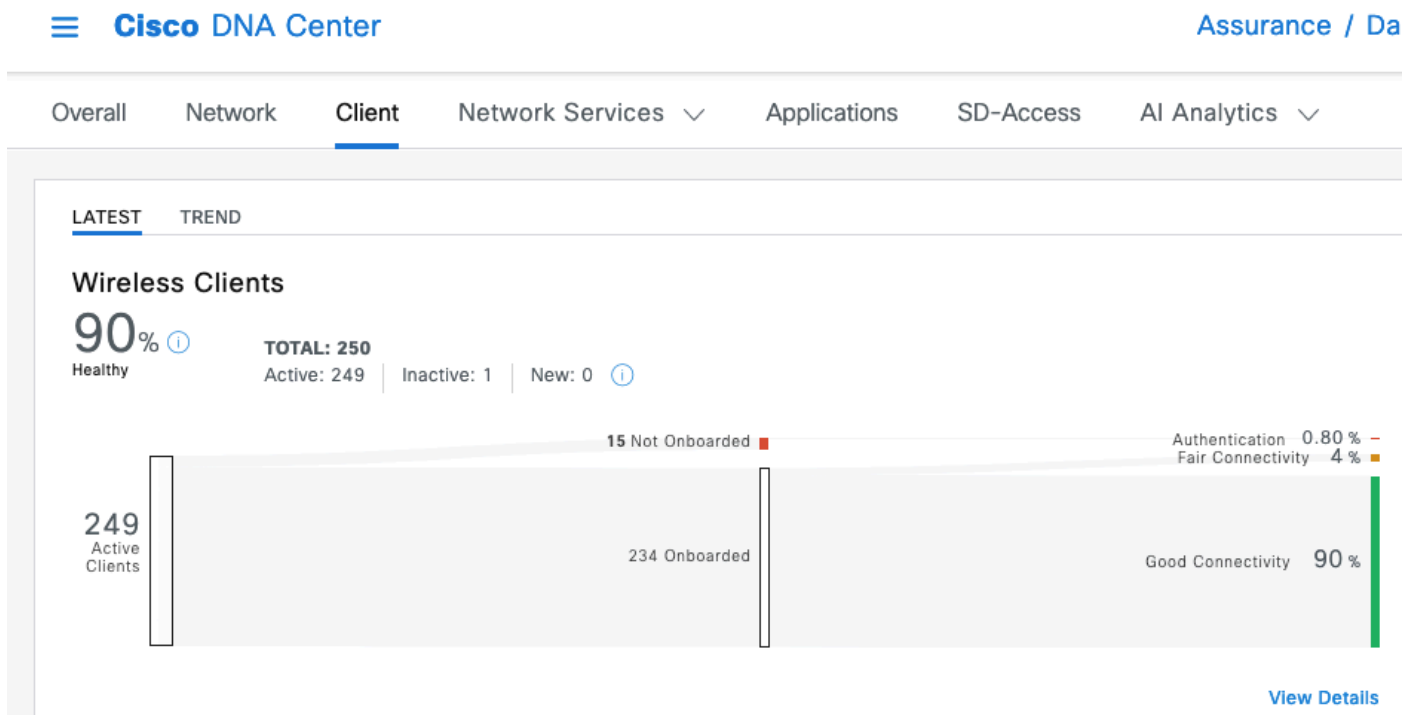 Cisco DNA Center
Assurance / Da
Overall Network Client Network Services Applications SD-Access AI Analytics
LATEST TREND
Wireless Clients
90%
Healthy
TOTAL: 250
Active: 249 Inactive: 1 New: 0
15 Not Onboarded
Authentication 0.80 %
Fair Connectivity 4 %
249
Active
Clients
234 Onboarded
Good Connectivity 90 %
View Details